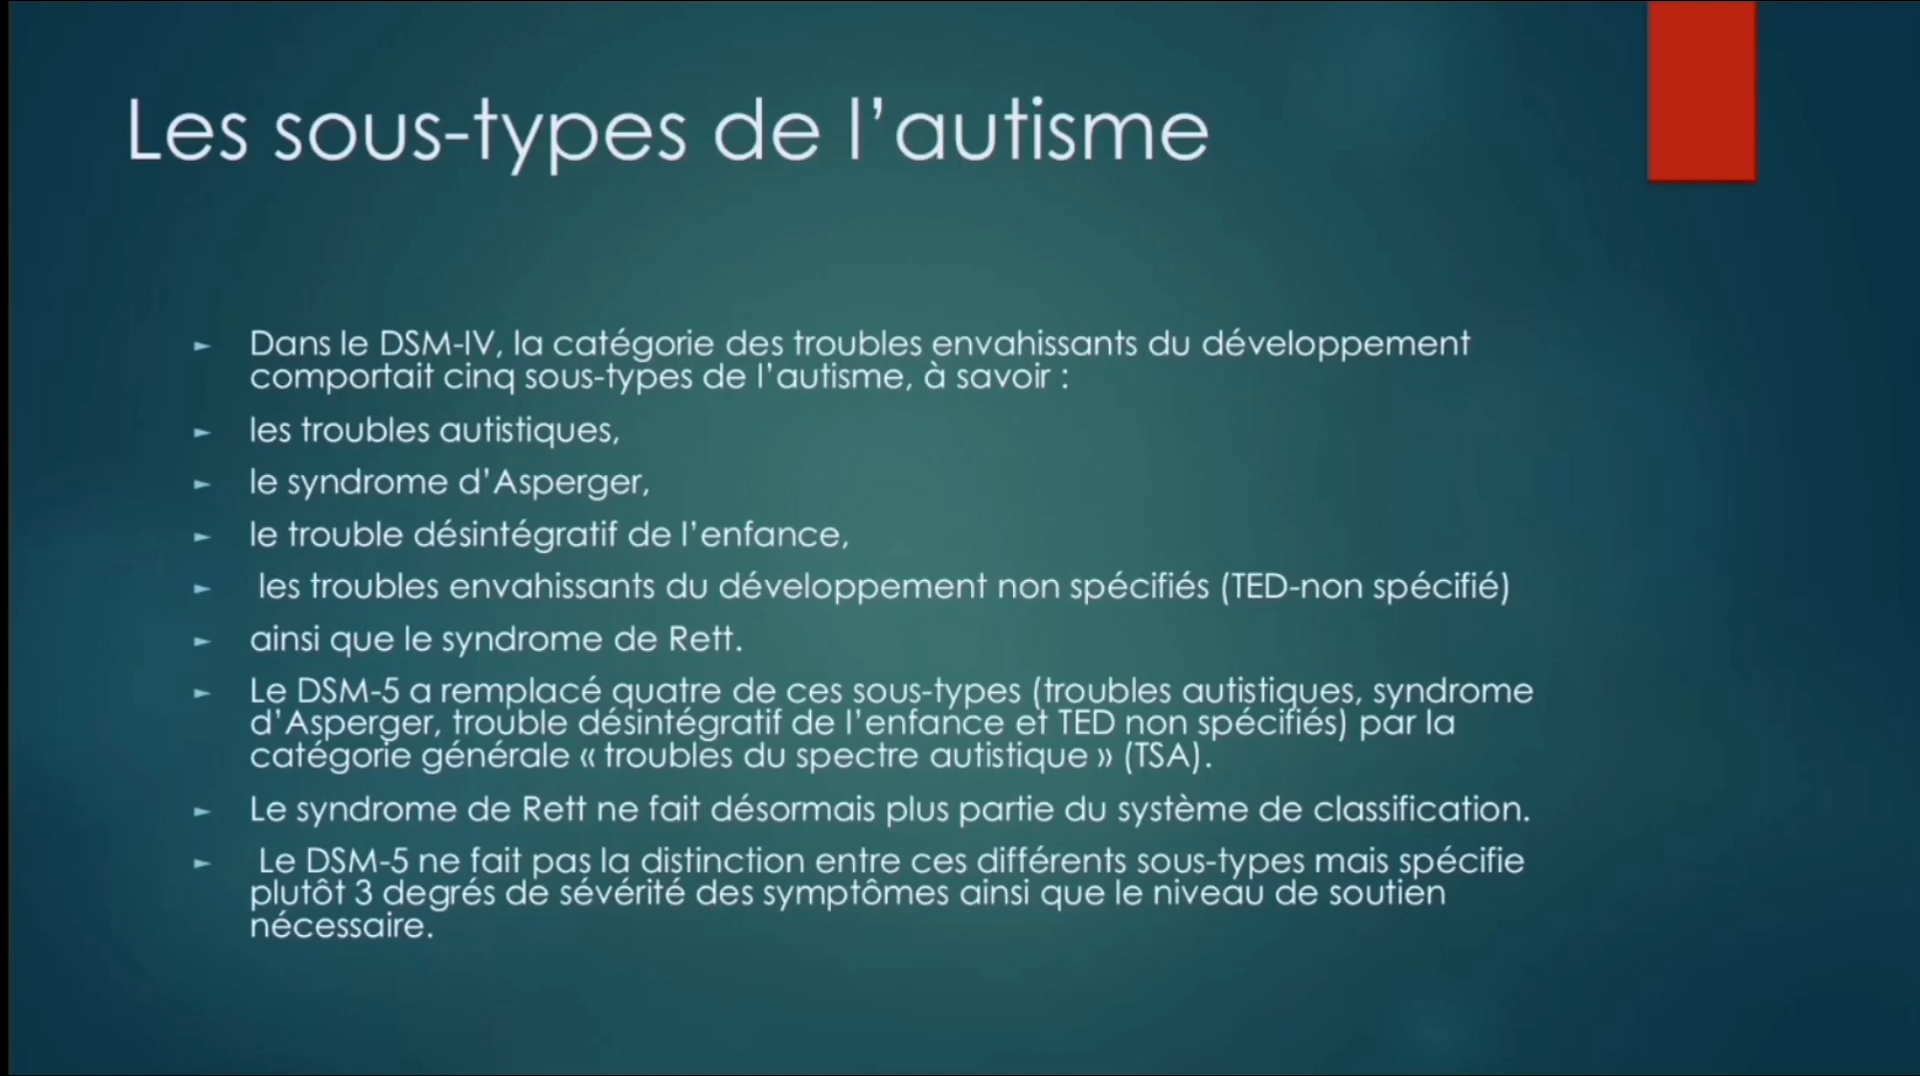 Les sous-types de l’autisme
► Dans le DSM-IV, la catégorie des troubles envahissants du développement
comportait cinq sous-types de l’autisme, à savoir :
► les troubles autistiques,
► le syndrome d’Asperger,
► le trouble désintégratif de l’enfance,
► les troubles envahissants du développement non spécifiés (TED-non spécifié)
► ainsi que le syndrome de Rett.
► Le DSM-5 a remplacé quatre de ces sous-types (troubles autistiques, syndrome
d’Asperger, trouble désintégratif de l’enfance et TED non spécifiés) par la
catégorie générale « troubles du spectre autistique » (TSA).
► Le syndrome de Rett ne fait désormais plus partie du système de classification.
► Le DSM-5 ne fait pas la distinction entre ces différents sous-types mais spécifie
plutôt 3 degrés de sévérité des symptômes ainsi que le niveau de soutien
nécessaire.